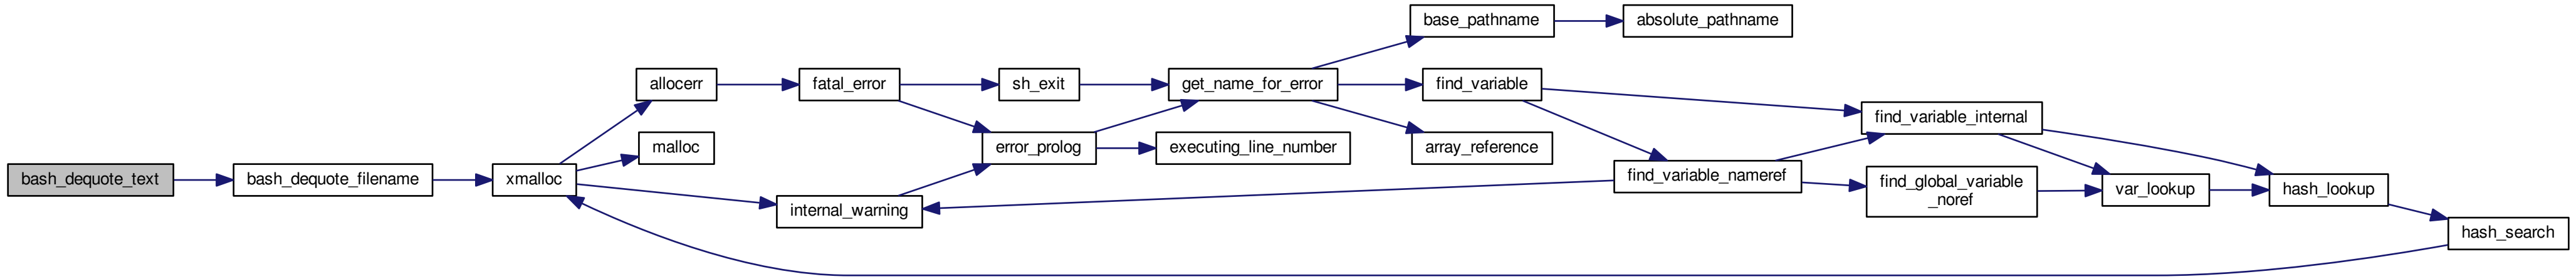 base_pathname
absolute_pathname
allocerr
fatal_error
sh_exit
get_name_for_error
find_variable
find_variable_internal
malloc
error_prolog
executing_line_number
array_reference
bash_dequote_text
bash_dequote_filename
xmalloc
find_variable_nameref
find_global_variable
_noref
var_lookup
hash_lookup
internal_warning
hash_search